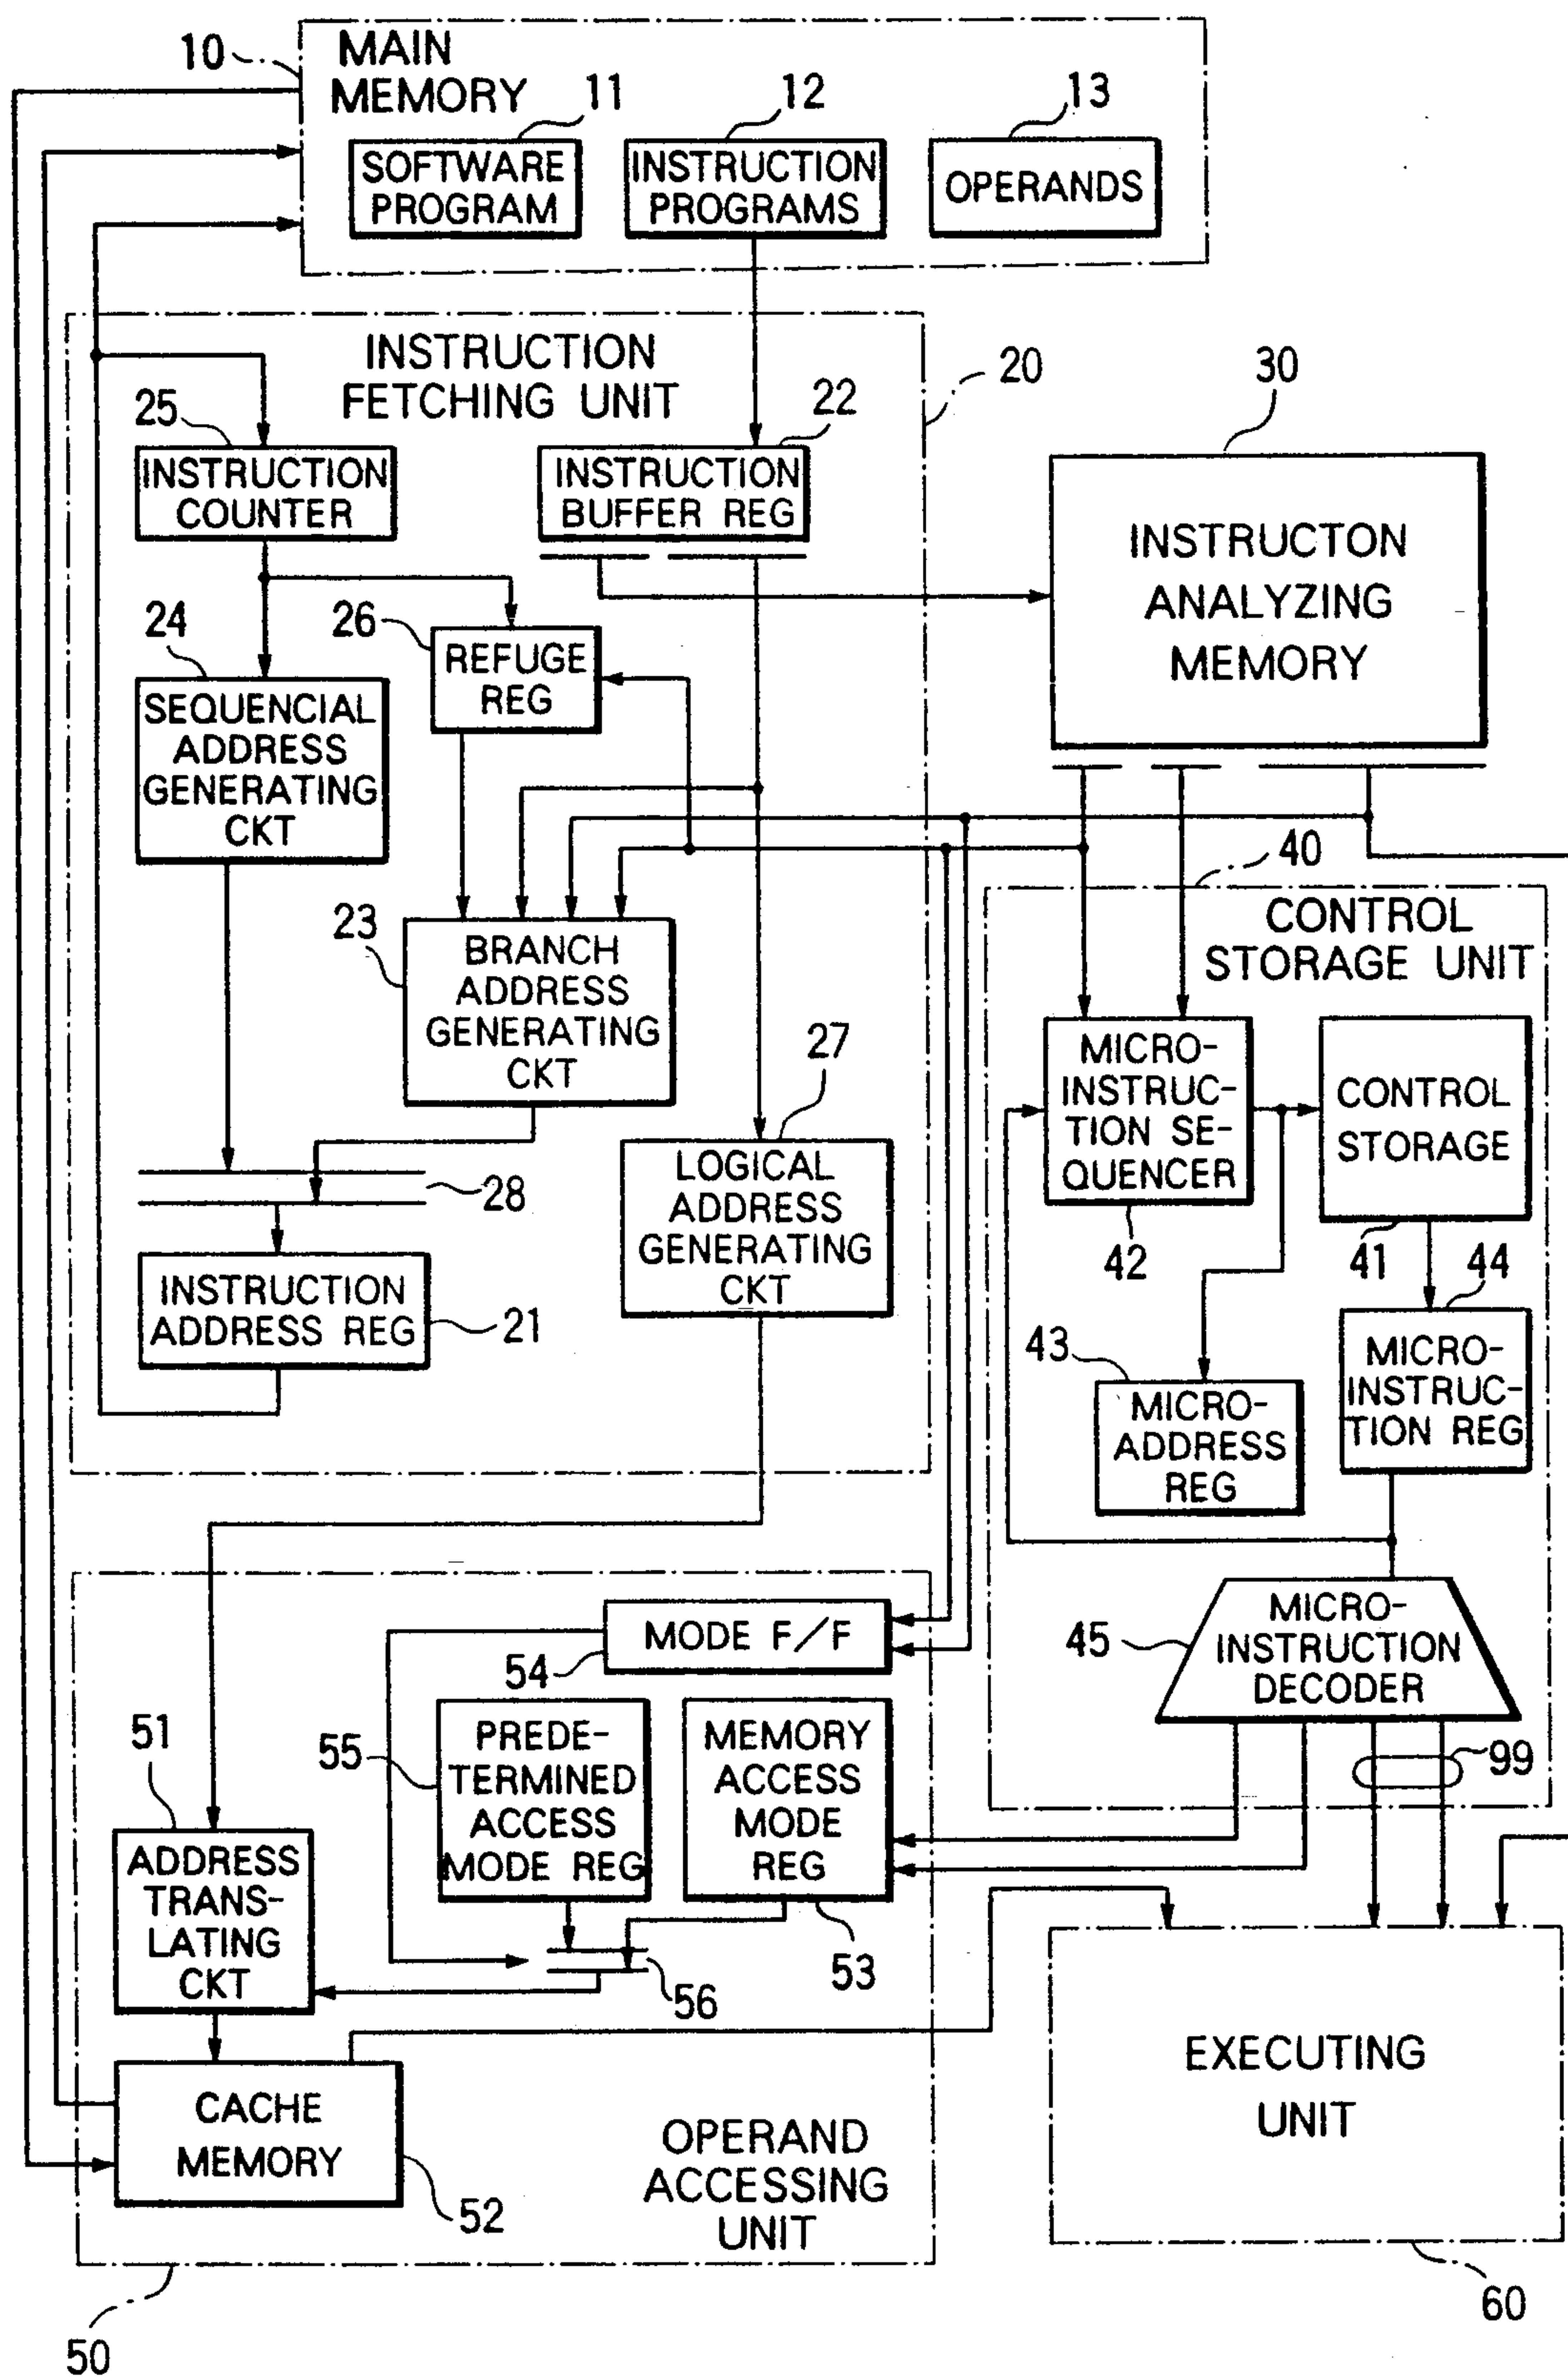 10
MAIN
MEMORY
11
12
13
SOFTWARE
PROGRAM
INSTRUCTION
PROGRAMS
OPERANDS
INSTRUCTION
FETCHING UNIT
20
25
22
30
INSTRUCTION
COUNTER
INSTRUCTION
BUFFER REG
INSTRUCTON
ANALYZING
MEMORY
24
26
REFUGE
REG
SEQUENCIAL
ADDRESS
GENERATING
CKT
40
CONTROL
STORAGE UNIT
23
BRANCH
ADDRESS
GENERATING
CKT
27
MICRO-
INSTRUC-
TION SE-
QUENCER
42
CONTROL
STORAGE
41
28
LOGICAL
ADDRESS
GENERATING
CKT
44
INSTRUCTION
ADDRESS REG
21
43
MICRO-
ADDRESS
REG
MICRO-
INSTRUC-
TION REG
MODE F/F
54
45
MICRO-
INSTRUCTION
DECODER
51
55
PREDE-
TERMINED
ACCESS
MODE REG
MEMORY
ACCESS
MODE
REG
99
ADDRESS
TRANS-
LATING
CKT
53
56
CACHE
MEMORY
52
OPERAND
ACCESSING
UNIT
EXECUTING
UNIT
50
60